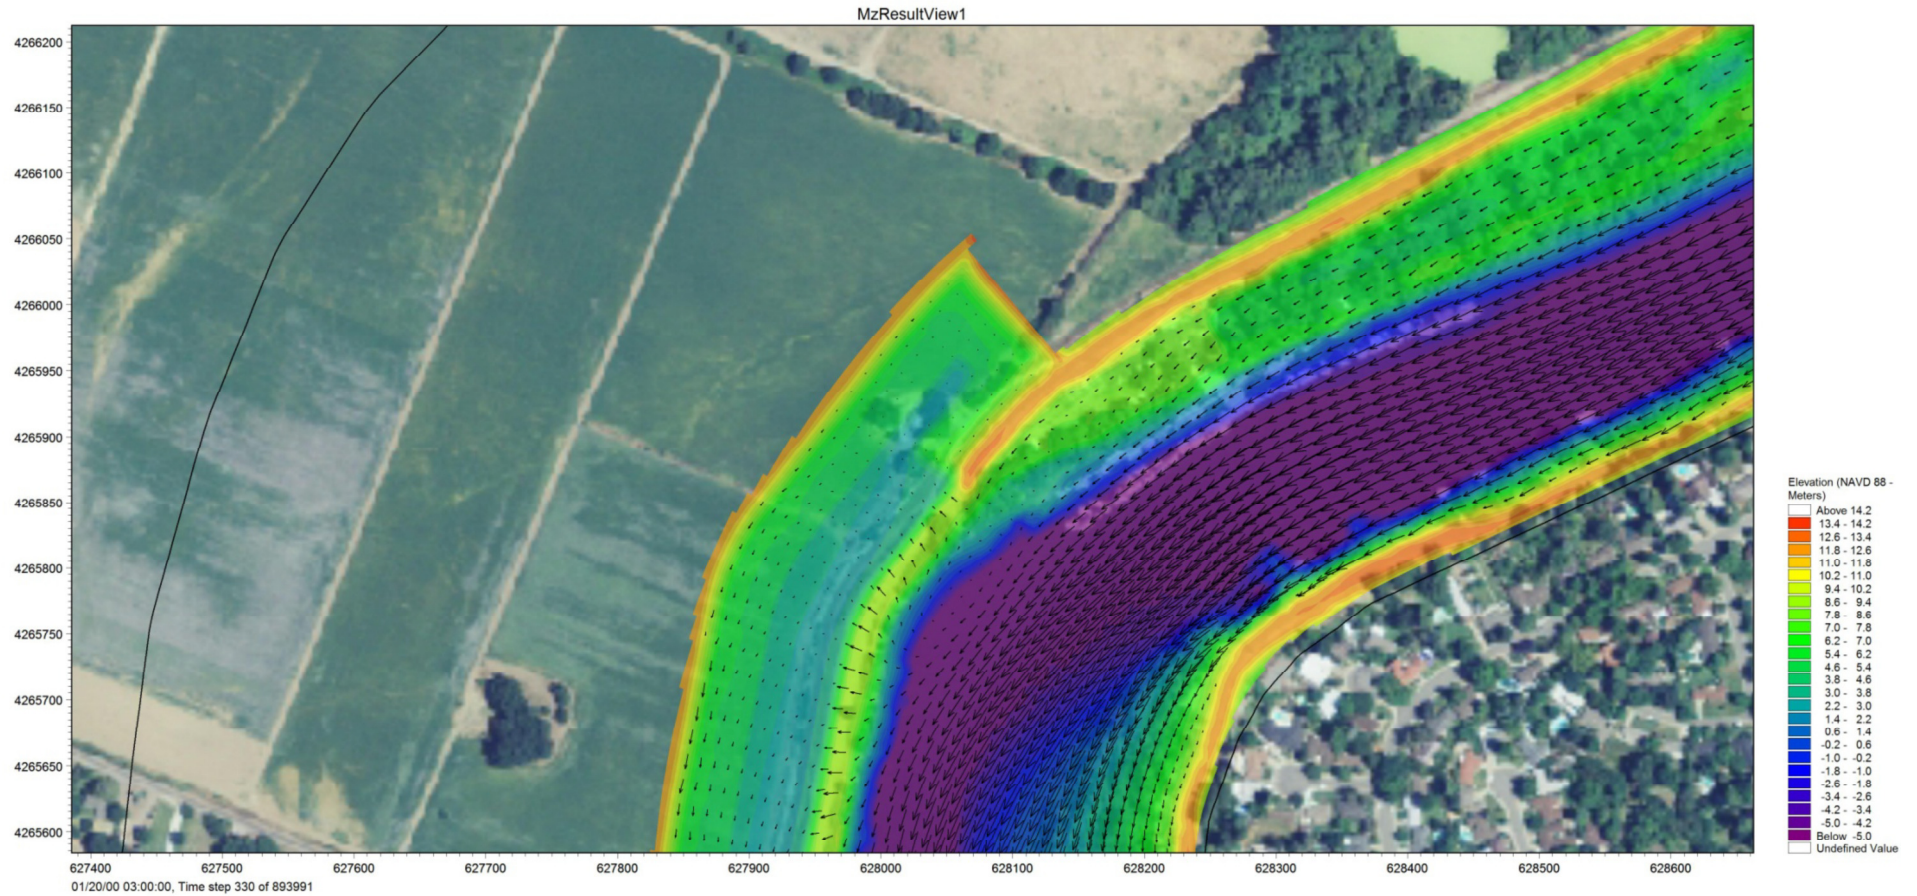 MzResultView1
4266200
4266150
4266100
4266050
4266000
4265950
4265900
4265850
4265800
4265750
4265700
4265650
4265600
627400 627500 627600 627700 627800 627900 628000 628100 628200 628300 628400 628500 628600
01/20/00 03:00:00, Time step 330 of 893991
Elevation (NAVD 88 -
Meters)
Above 14.2
13.4 - 14.2
12.6 - 13.4
11.8 - 12.6
11.0 - 11.8
10.2 - 11.0
9.4 - 10.2
8.6 - 9.4
7.8 - 8.6
7.0 - 7.8
6.2 - 7.0
5.4 - 6.2
4.6 - 5.4
3.8 - 4.6
3.0 - 3.8
2.2 - 3.0
1.4 - 2.2
0.6 - 1.4
-0.2 - 0.6
-1.0 - -0.2
-1.8 - -1.0
-2.6 - -1.8
-3.4 - -2.6
-4.2 - -3.4
-5.0 - -4.2
Below -5.0
Undefined Value